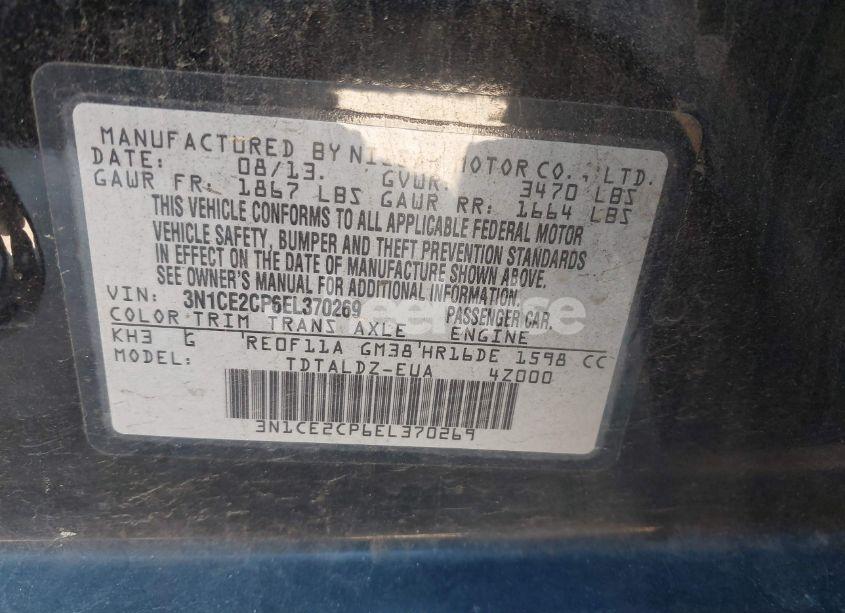 MANUFACTURED BY NISSAN MOTOR CO., LTD.
DATE: 08/13. GVWR: 3470 LBS
GAWR FR: 1867 LBS GAWR RR: 1664 LBS
THIS VEHICLE CONFORMS TO ALL APPLICABLE FEDERAL MOTOR
VEHICLE SAFETY, BUMPER AND THEFT PREVENTION STANDARDS
IN EFFECT ON THE DATE OF MANUFACTURE SHOWN ABOVE.
SEE OWNER'S MANUAL FOR ADDITIONAL INFORMATION.
VIN: 3N1CE2CP6EL370269 PASSENGER CAR.
COLOR TRIM TRANS AXLE ENGINE
KH3 G RE0F11A GM38 HR16DE 1598 CC
MODEL: TDTALDZ-EUA 4Z000
3N1CE2CP6EL370269